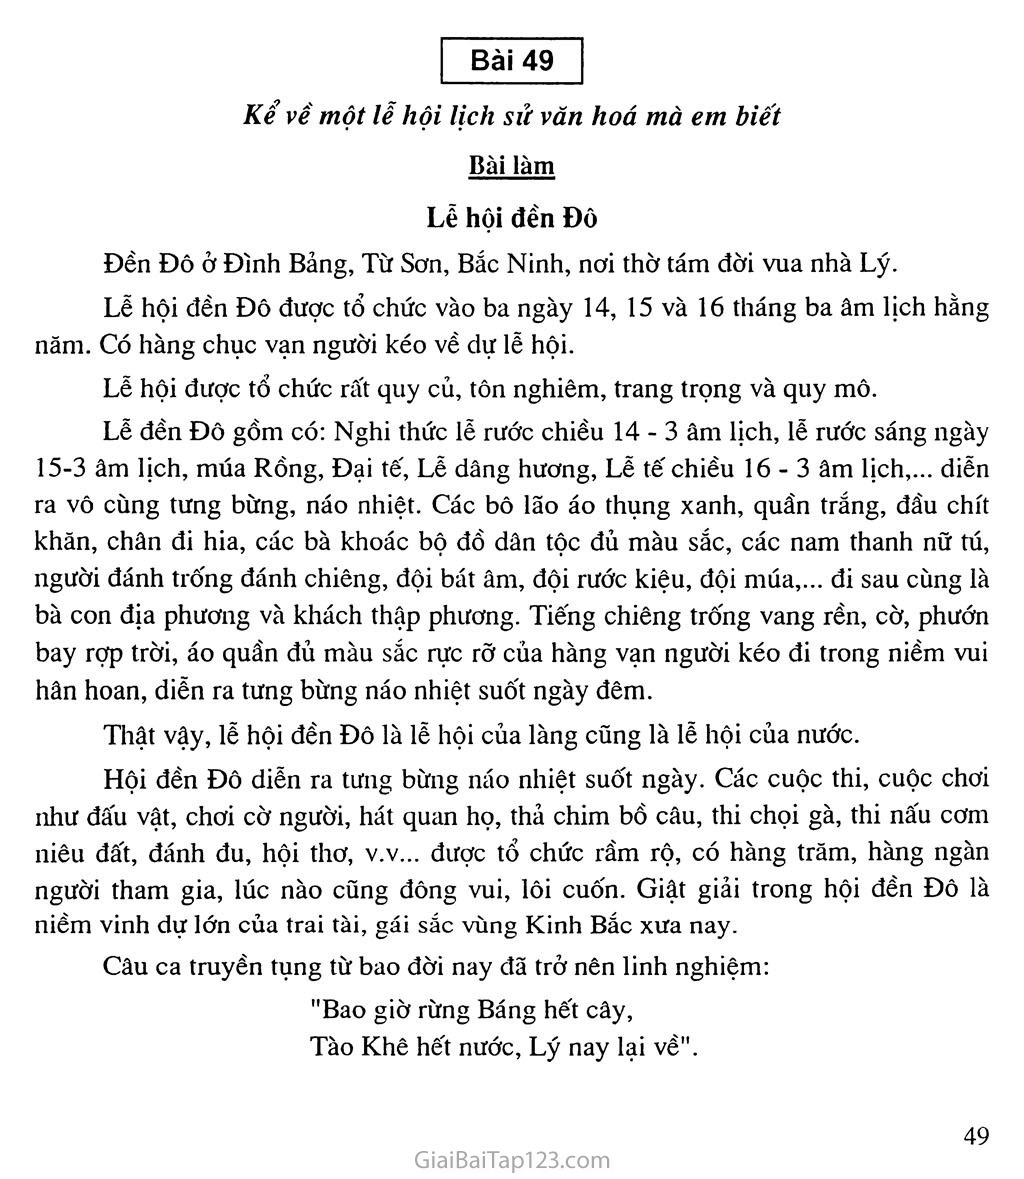 Bài 49
Kể về một lễ hội lịch sử văn hoá mà em biết
Bài làm
Lễ hội đền Đô
Đền Đô ở Đình Bảng, Từ Sơn, Bắc Ninh, nơi thờ tám đời vua nhà Lý.
Lễ hội đền Đô được tổ chức vào ba ngày 14, 15 và 16 tháng ba âm lịch hằng
năm. Có hàng chục vạn người kéo về dự lễ hội.
Lễ hội được tổ chức rất quy củ, tôn nghiêm, trang trọng và quy mô.
Lễ đền Đô gồm có: Nghi thức lễ rước chiều 14 - 3 âm lịch, lễ rước sáng ngày
15-3 âm lịch, múa Rồng, Đại tế, Lễ dâng hương, Lễ tế chiều 16 - 3 âm lịch,... diễn
ra vô cùng tưng bừng, náo nhiệt. Các bô lão áo thụng xanh, quần trắng, đầu chít
khăn, chân đi hia, các bà khoác bộ đồ dân tộc đủ màu sắc, các nam thanh nữ tú,
người đánh trống đánh chiêng, đội bát âm, đội rước kiệu, đội múa,... đi sau cùng là
bà con địa phương và khách thập phương. Tiếng chiêng trống vang rền, cờ, phướn
bay rợp trời, áo quần đủ màu sắc rực rỡ của hàng vạn người kéo đi trong niềm vui
hân hoan, diễn ra tưng bừng náo nhiệt suốt ngày đêm.
Thật vậy, lễ hội đền Đô là lễ hội của làng cũng là lễ hội của nước.
Hội đền Đô diễn ra tưng bừng náo nhiệt suốt ngày. Các cuộc thi, cuộc chơi
như đấu vật, chơi cờ người, hát quan họ, thả chim bồ câu, thi chọi gà, thi nấu cơm
niêu đất, đánh đu, hội thơ, v.v... được tổ chức rầm rộ, có hàng trăm, hàng ngàn
người tham gia, lúc nào cũng đông vui, lôi cuốn. Giật giải trong hội đền Đô là
niềm vinh dự lớn của trai tài, gái sắc vùng Kinh Bắc xưa nay.
Câu ca truyền tụng từ bao đời nay đã trở nên linh nghiệm:
"Bao giờ rừng Báng hết cây,
Tào Khê hết nước, Lý nay lại về".
49
GiaiBaiTap123.com